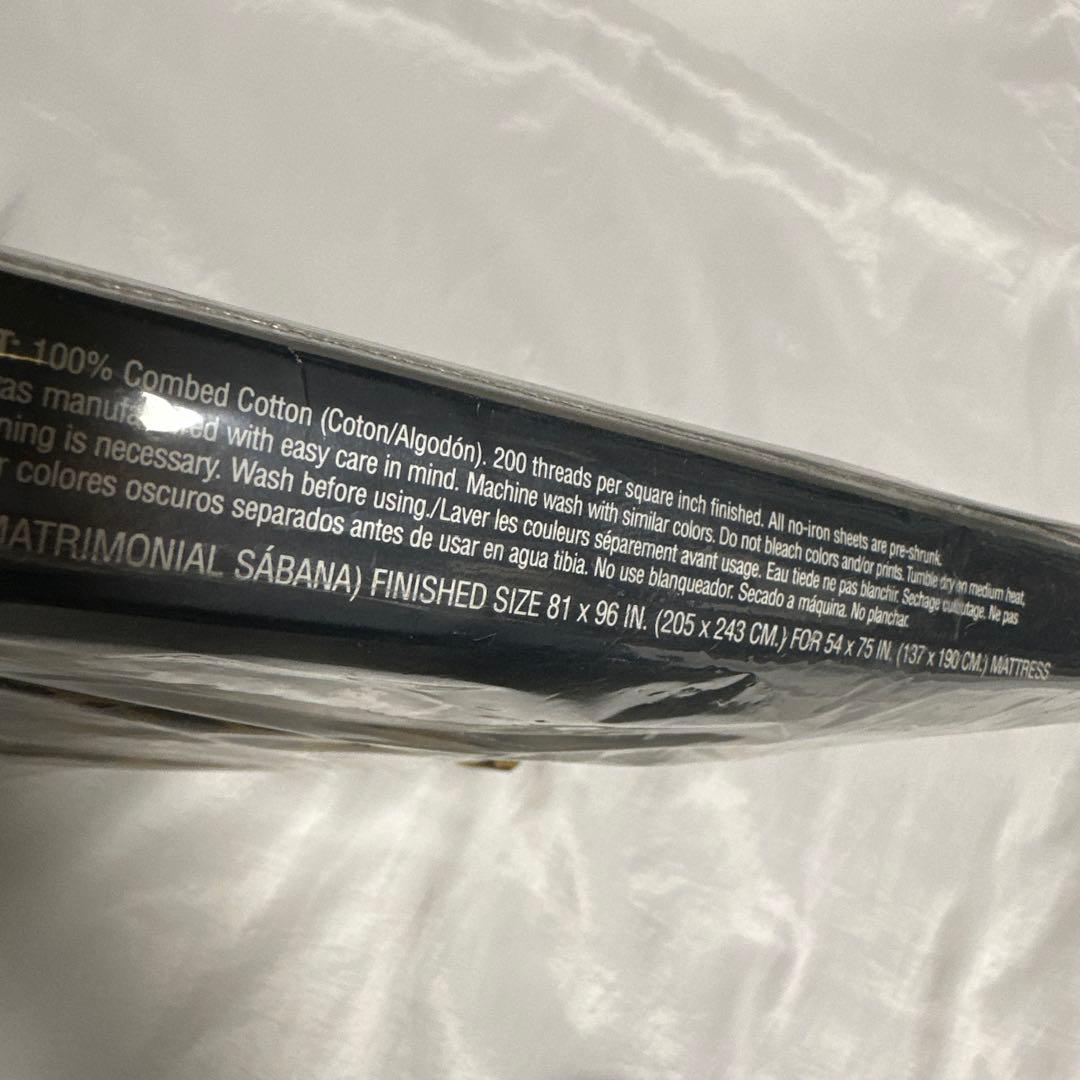 T: 100% Combed Cotton (Coton/Algodón). 200 threads per square inch finished. All no-iron sheets are pre-shrunk.
as manufactured with easy care in mind. Machine wash with similar colors. Do not bleach colors and/or prints. Tumble dry on medium heat,
ning is necessary. Wash before using./Laver les couleurs séparement avant usage. Eau tiede ne pas blanchir. Sechage Ne pas
r colores oscuros separados antes de usar en agua tibia. No use blanqueador. Secado a máquina. No planchar.
MATRIMONIAL SÁBANA) FINISHED SIZE 81 x 96 IN. (205 x 243 CM.) FOR 54 x 75 IN. (137 x 190 CM.) MATTRESS